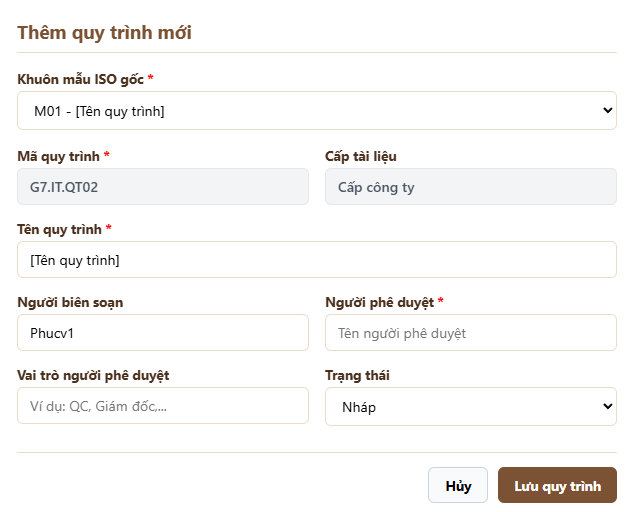 Thêm quy trình mới
Khuôn mẫu ISO gốc *
M01 - [Tên quy trình]
Mã quy trình * Cấp tài liệu
G7.IT.QT02 Cấp công ty
Tên quy trình *
[Tên quy trình]
Người biên soạn Người phê duyệt *
Phucv1 Tên người phê duyệt
Vai trò người phê duyệt Trạng thái
Ví dụ: QC, Giám đốc,... Nháp
Hủy Lưu quy trình